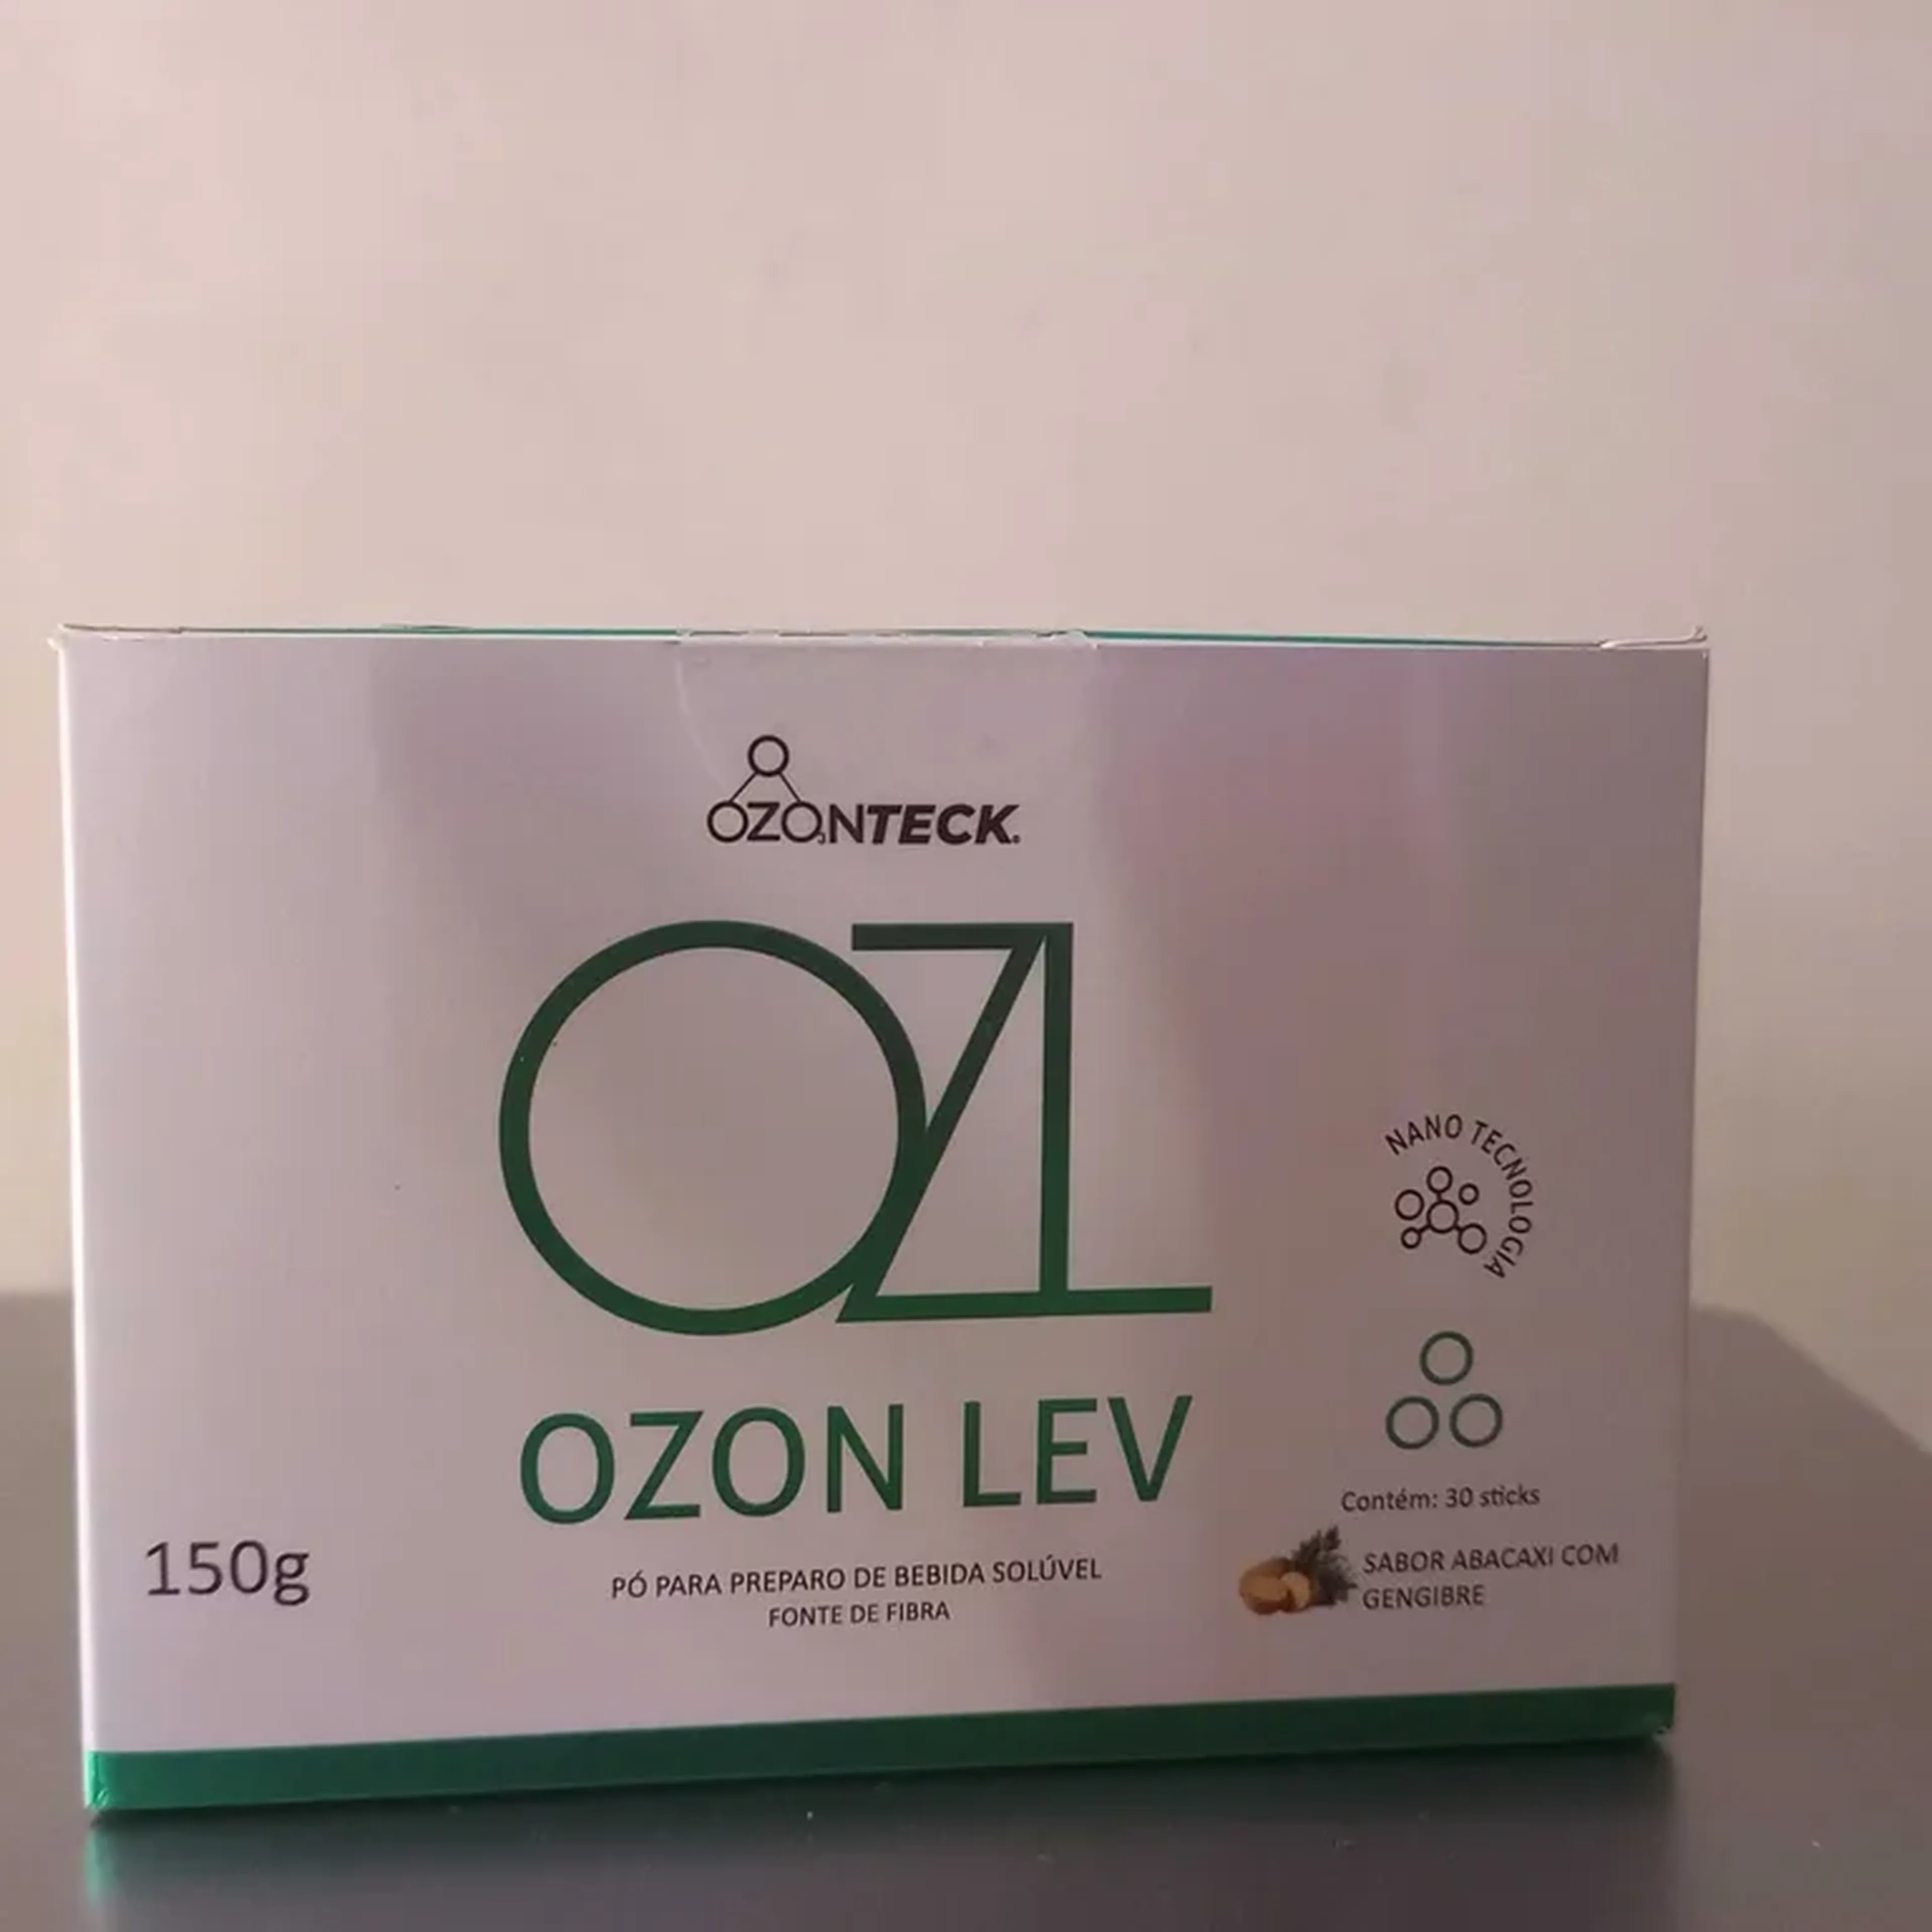 OZONTECK
OZL
NANO TECNOLOGIA
OZON LEV
Contém: 30 sticks
150g
PÓ PARA PREPARO DE BEBIDA SOLÚVEL
FONTE DE FIBRA
SABOR ABACAXI COM
GENGIBRE